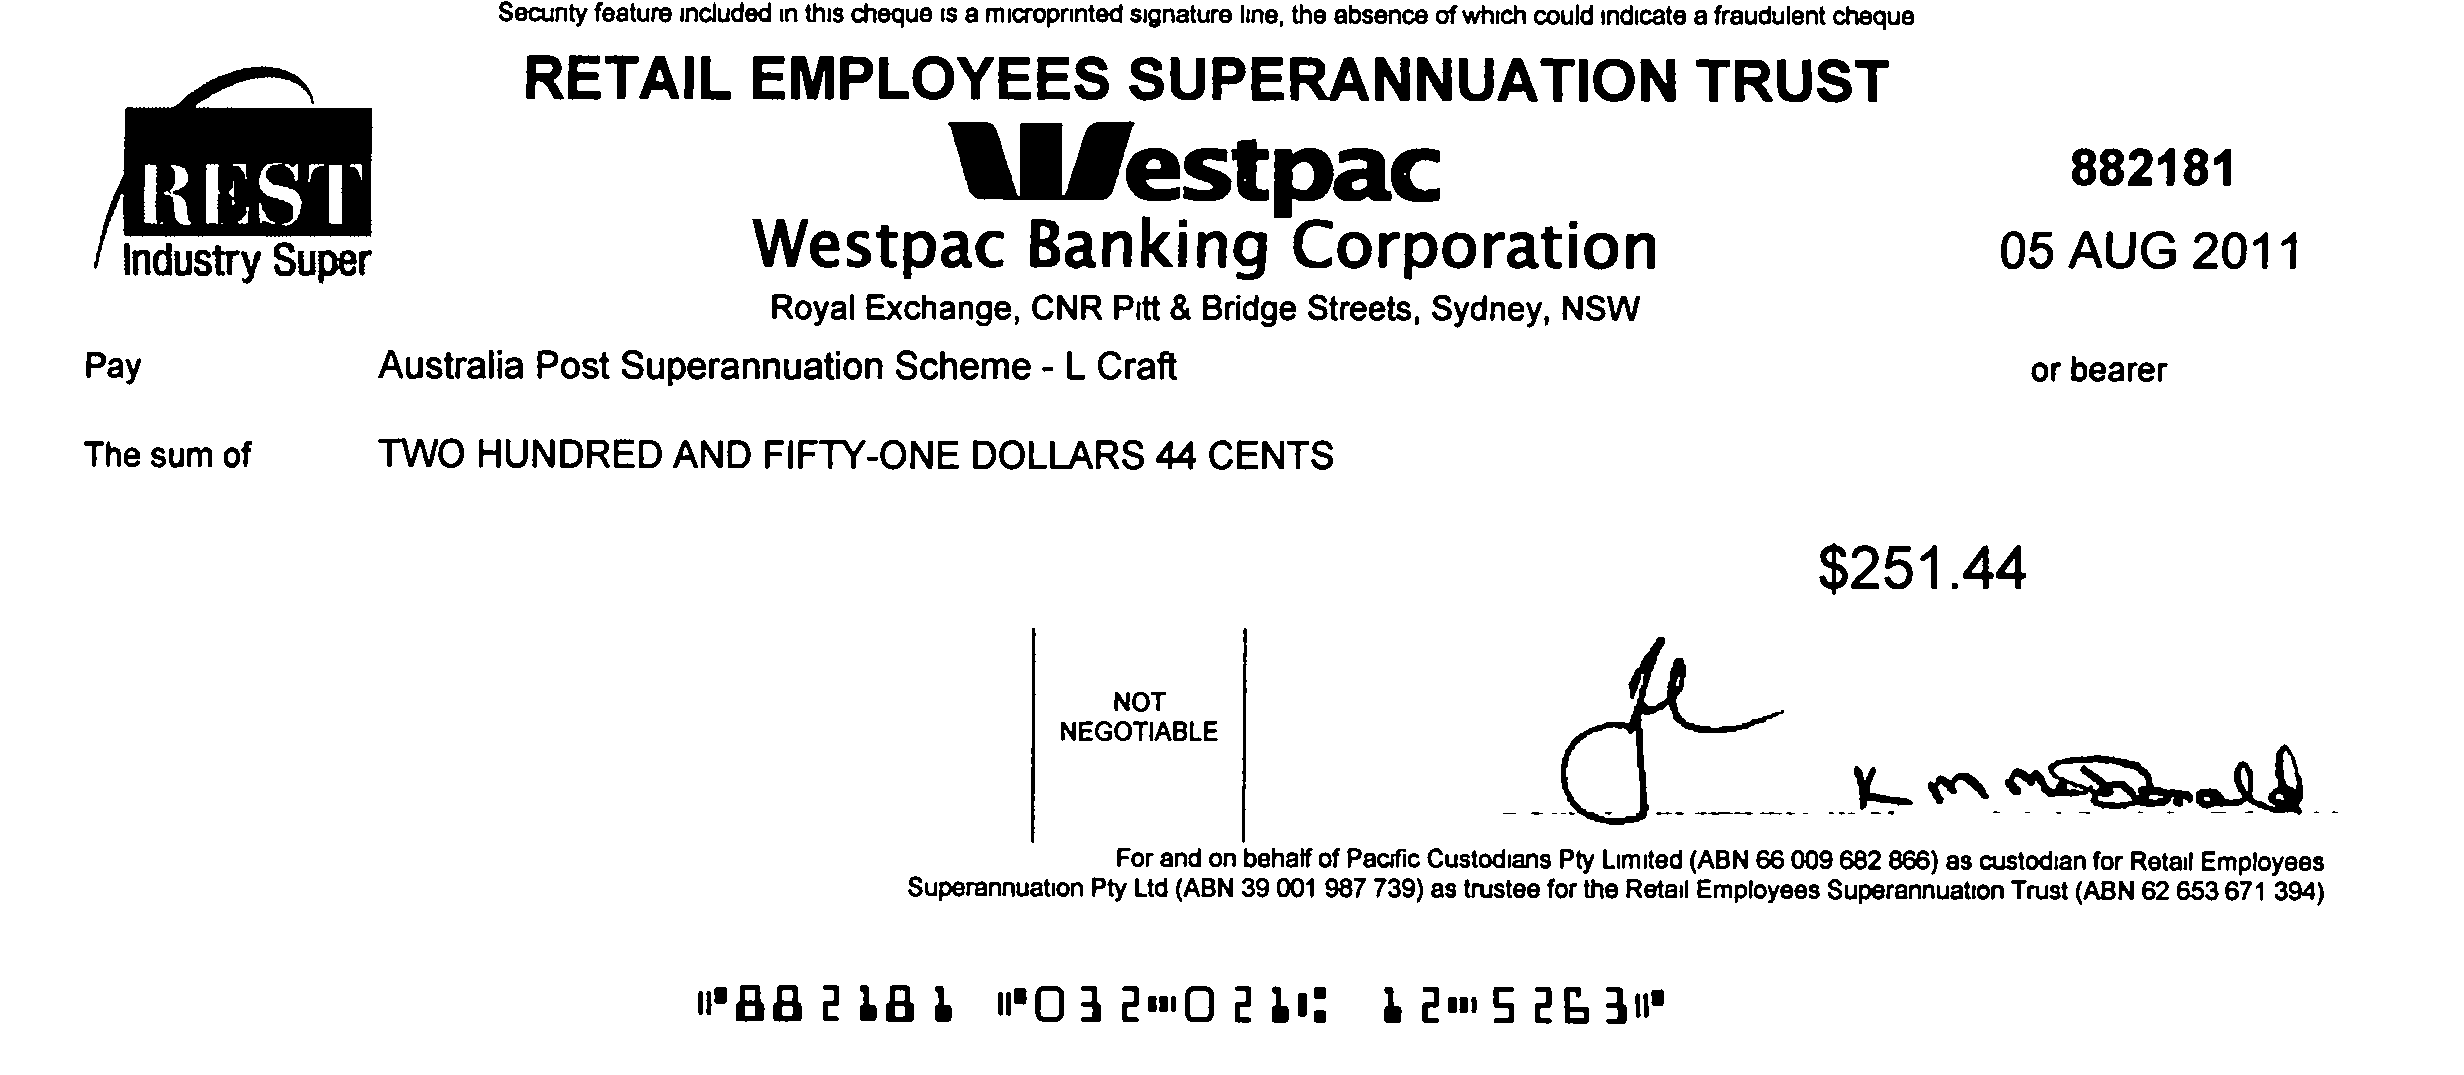 Security feature included in this cheque is a microprinted signature line, the absence of which could indicate a fraudulent cheque
RETAIL EMPLOYEES SUPERANNUATION TRUST
REST
Industry Super
Westpac
882181
Westpac Banking Corporation
05 AUG 2011
Royal Exchange, CNR Pitt & Bridge Streets, Sydney, NSW
Pay Australia Post Superannuation Scheme - L Craft or bearer
The sum of TWO HUNDRED AND FIFTY-ONE DOLLARS 44 CENTS
$251.44
NOT
NEGOTIABLE
K M McDonald
For and on behalf of Pacific Custodians Pty Limited (ABN 66 009 682 866) as custodian for Retail Employees
Superannuation Pty Ltd (ABN 39 001 987 739) as trustee for the Retail Employees Superannuation Trust (ABN 62 653 671 394)
⑈882181 ⑈032⑉021⑆ 12⑉5263⑈